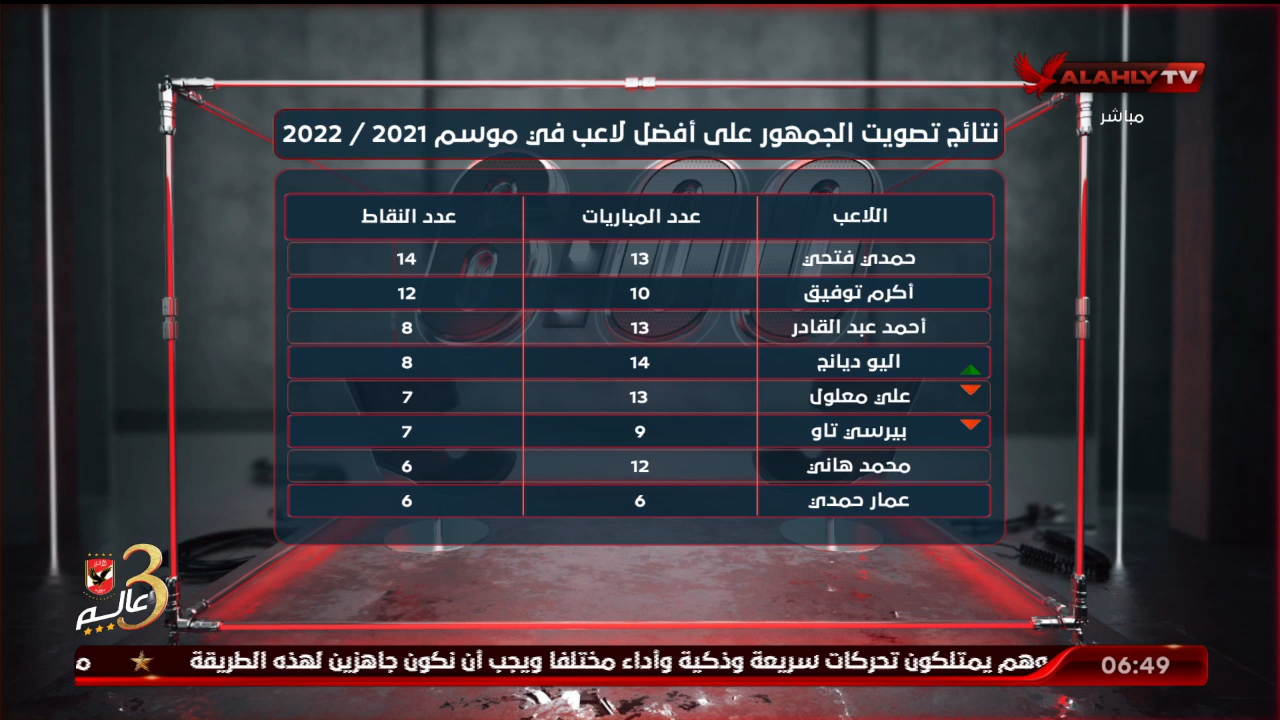 ALAHLY TV
مباشر
نتائج تصويت الجمهور على أفضل لاعب في موسم 2021 / 2022
اللاعب عدد المباريات عدد النقاط
حمدي فتحي 13 14
أكرم توفيق 10 12
أحمد عبد القادر 13 8
اليو ديانج 14 8
علي معلول 13 7
بيرسي تاو 9 7
محمد هاني 12 6
عمار حمدي 6 6
3 عالم
وهم يمتلكون تحركات سريعة وذكية وأداء مختلفا ويجب أن نكون جاهزين لهذه الطريقة
06:49